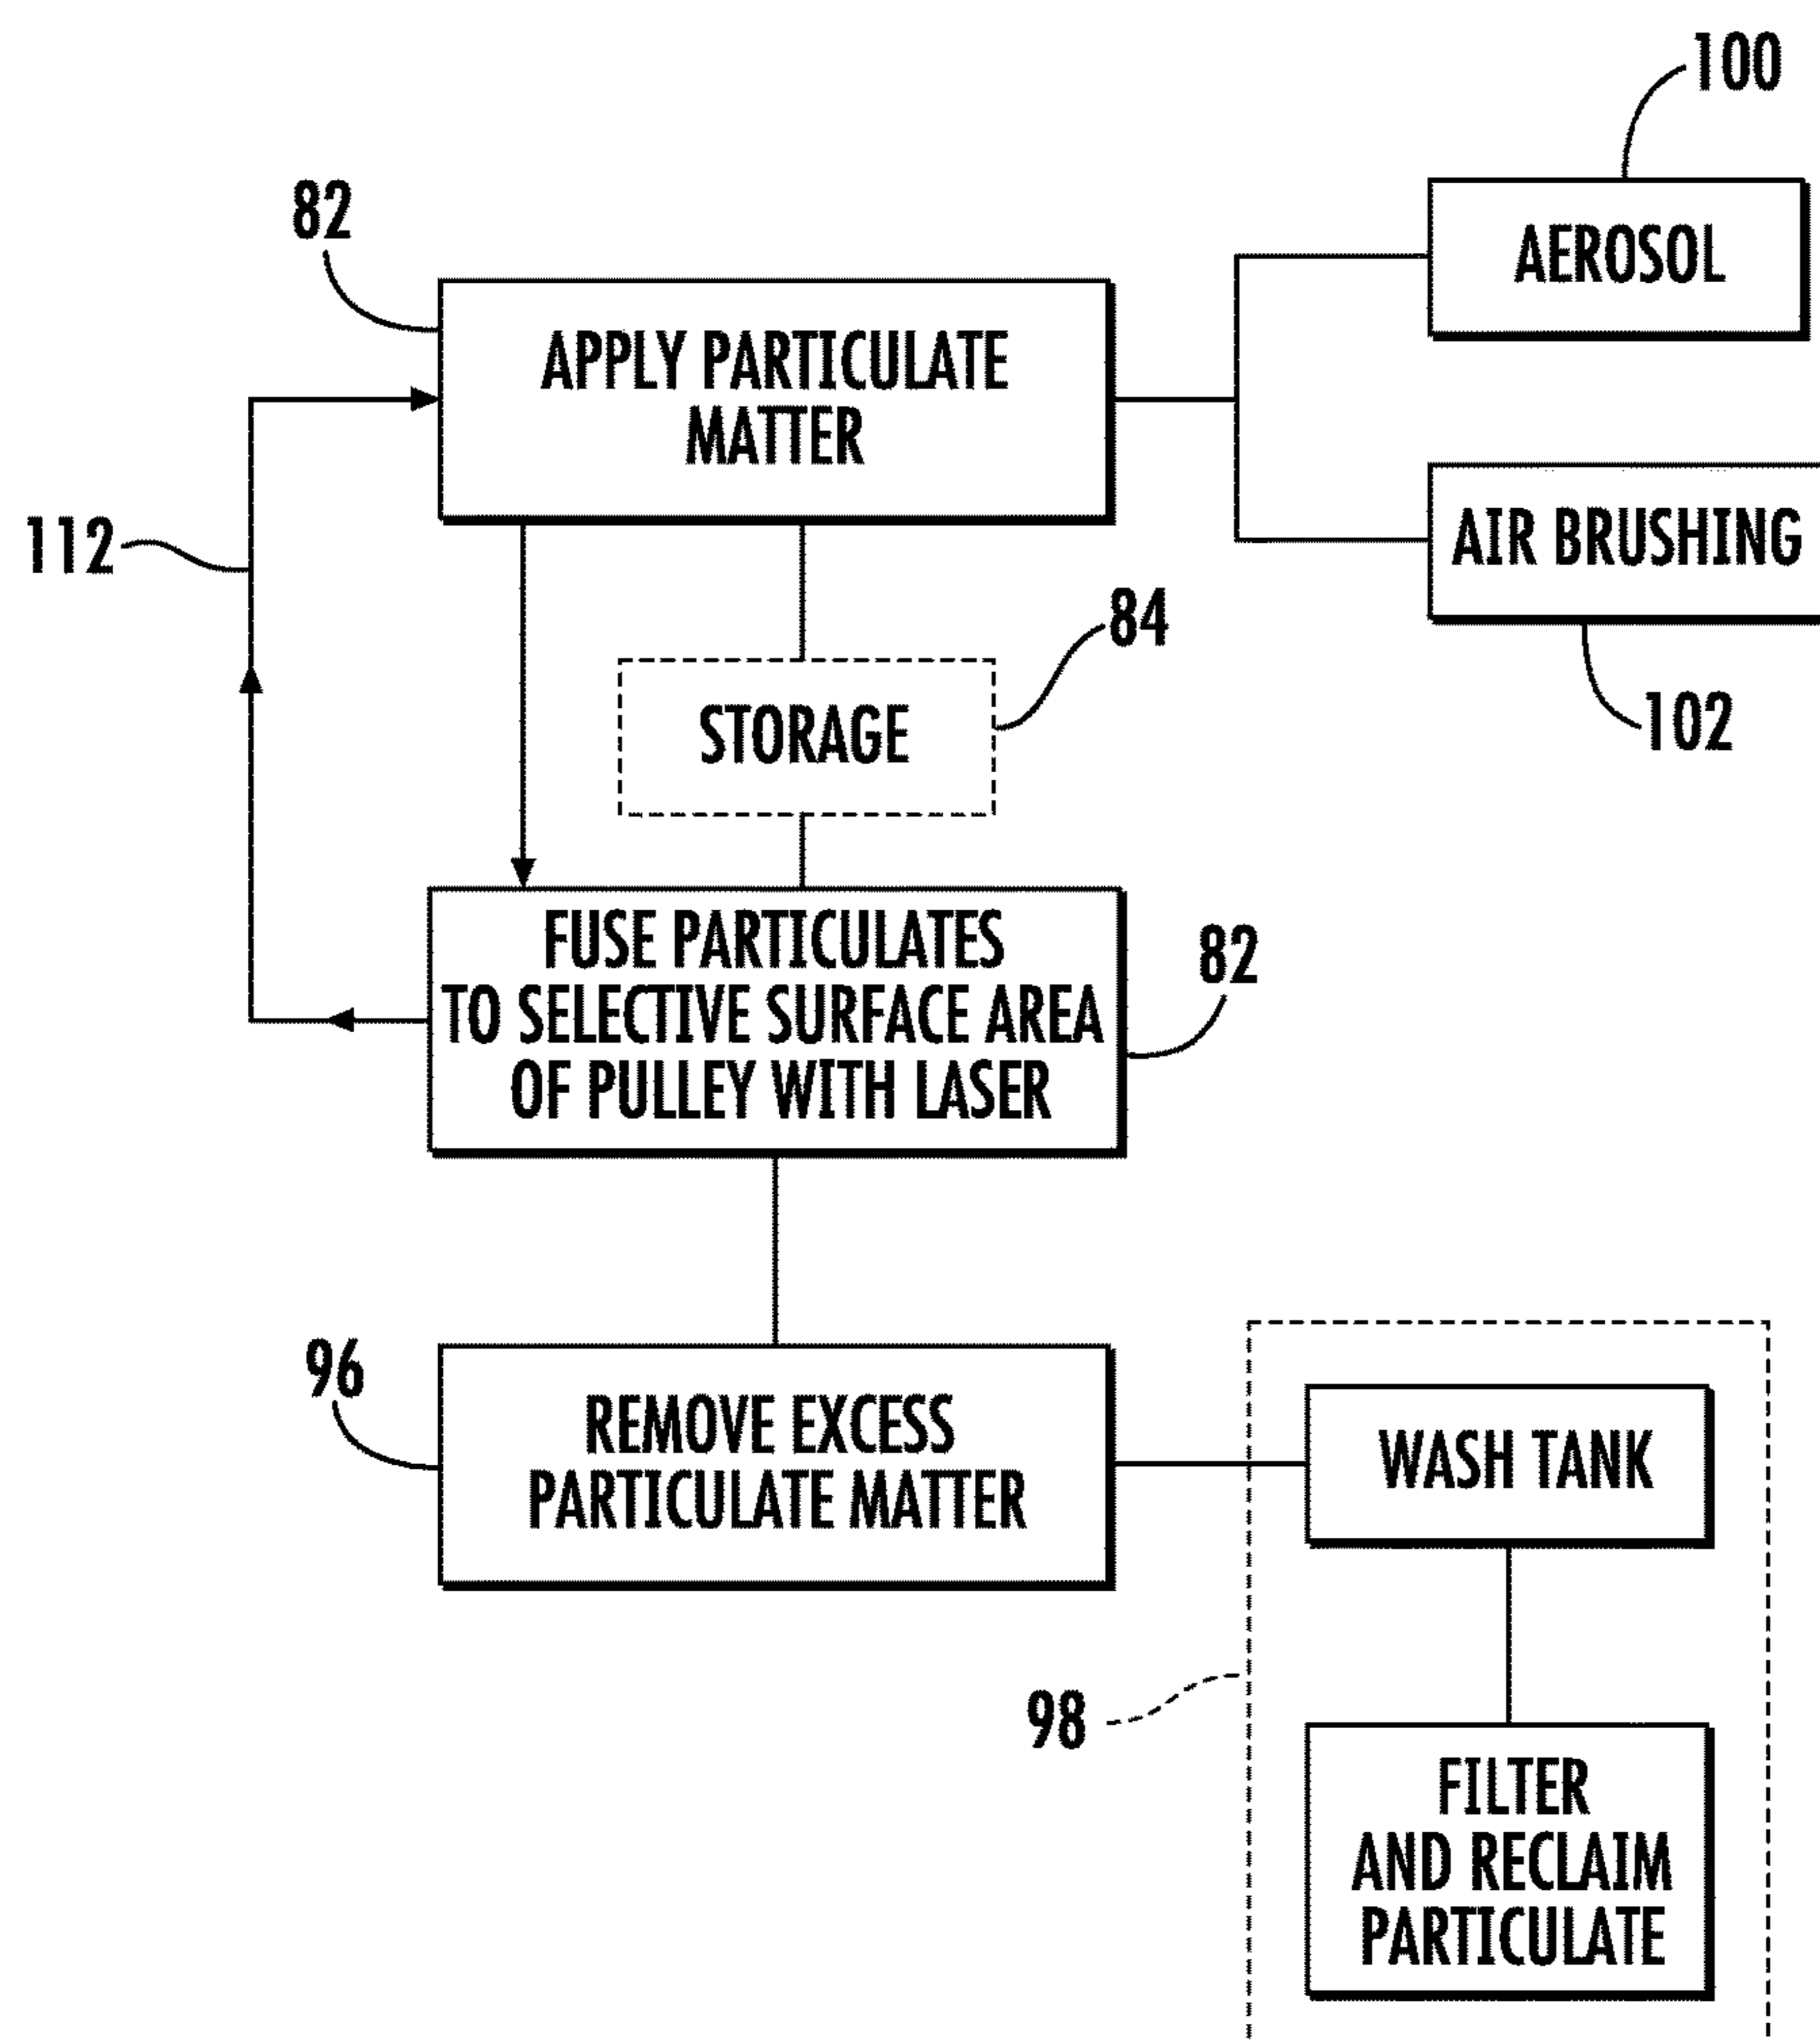 100
82
AEROSOL
APPLY PARTICULATE
MATTER
112
AIR BRUSHING
84
102
STORAGE
FUSE PARTICULATES
TO SELECTIVE SURFACE AREA
OF PULLEY WITH LASER
82
96
REMOVE EXCESS
PARTICULATE MATTER
WASH TANK
98
FILTER
AND RECLAIM
PARTICULATE